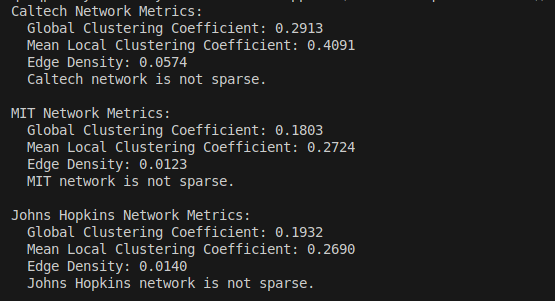 Caltech Network Metrics:
Global Clustering Coefficient: 0.2913
Mean Local Clustering Coefficient: 0.4091
Edge Density: 0.0574
Caltech network is not sparse.
MIT Network Metrics:
Global Clustering Coefficient: 0.1803
Mean Local Clustering Coefficient: 0.2724
Edge Density: 0.0123
MIT network is not sparse.
Johns Hopkins Network Metrics:
Global Clustering Coefficient: 0.1932
Mean Local Clustering Coefficient: 0.2690
Edge Density: 0.0140
Johns Hopkins network is not sparse.